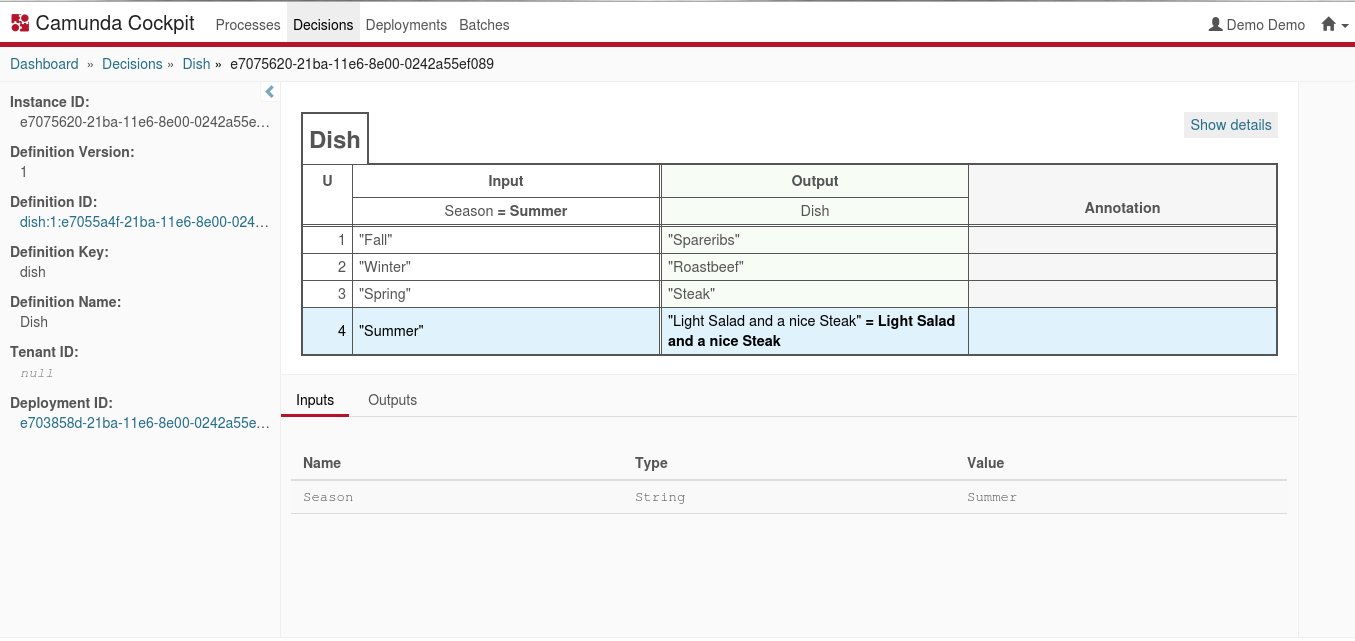 Camunda Cockpit Processes Decisions Deployments Batches Demo Demo
Dashboard » Decisions » Dish » e7075620-21ba-11e6-8e00-0242a55ef089
Instance ID:
e7075620-21ba-11e6-8e00-0242a55e...
Definition Version:
1
Definition ID:
dish:1:e7055a4f-21ba-11e6-8e00-024...
Definition Key:
dish
Definition Name:
Dish
Tenant ID:
null
Deployment ID:
e703858d-21ba-11e6-8e00-0242a55e...
Show details
Dish
U Input Output Annotation
Season = Summer Dish
1 "Fall" "Spareribs"
2 "Winter" "Roastbeef"
3 "Spring" "Steak"
4 "Summer" "Light Salad and a nice Steak" = Light Salad
and a nice Steak
Inputs Outputs
Name Type Value
Season String Summer